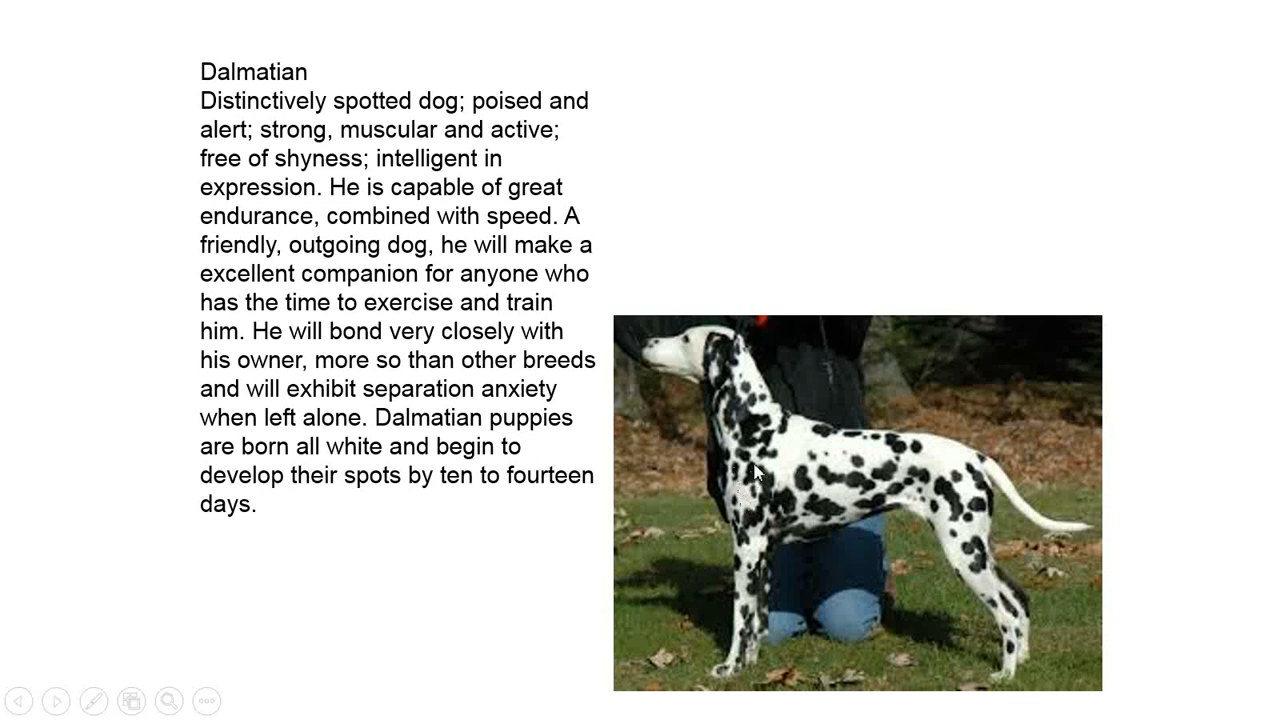 Dalmatian
Distinctively spotted dog; poised and
alert; strong, muscular and active;
free of shyness; intelligent in
expression. He is capable of great
endurance, combined with speed. A
friendly, outgoing dog, he will make a
excellent companion for anyone who
has the time to exercise and train
him. He will bond very closely with
his owner, more so than other breeds
and will exhibit separation anxiety
when left alone. Dalmatian puppies
are born all white and begin to
develop their spots by ten to fourteen
days.